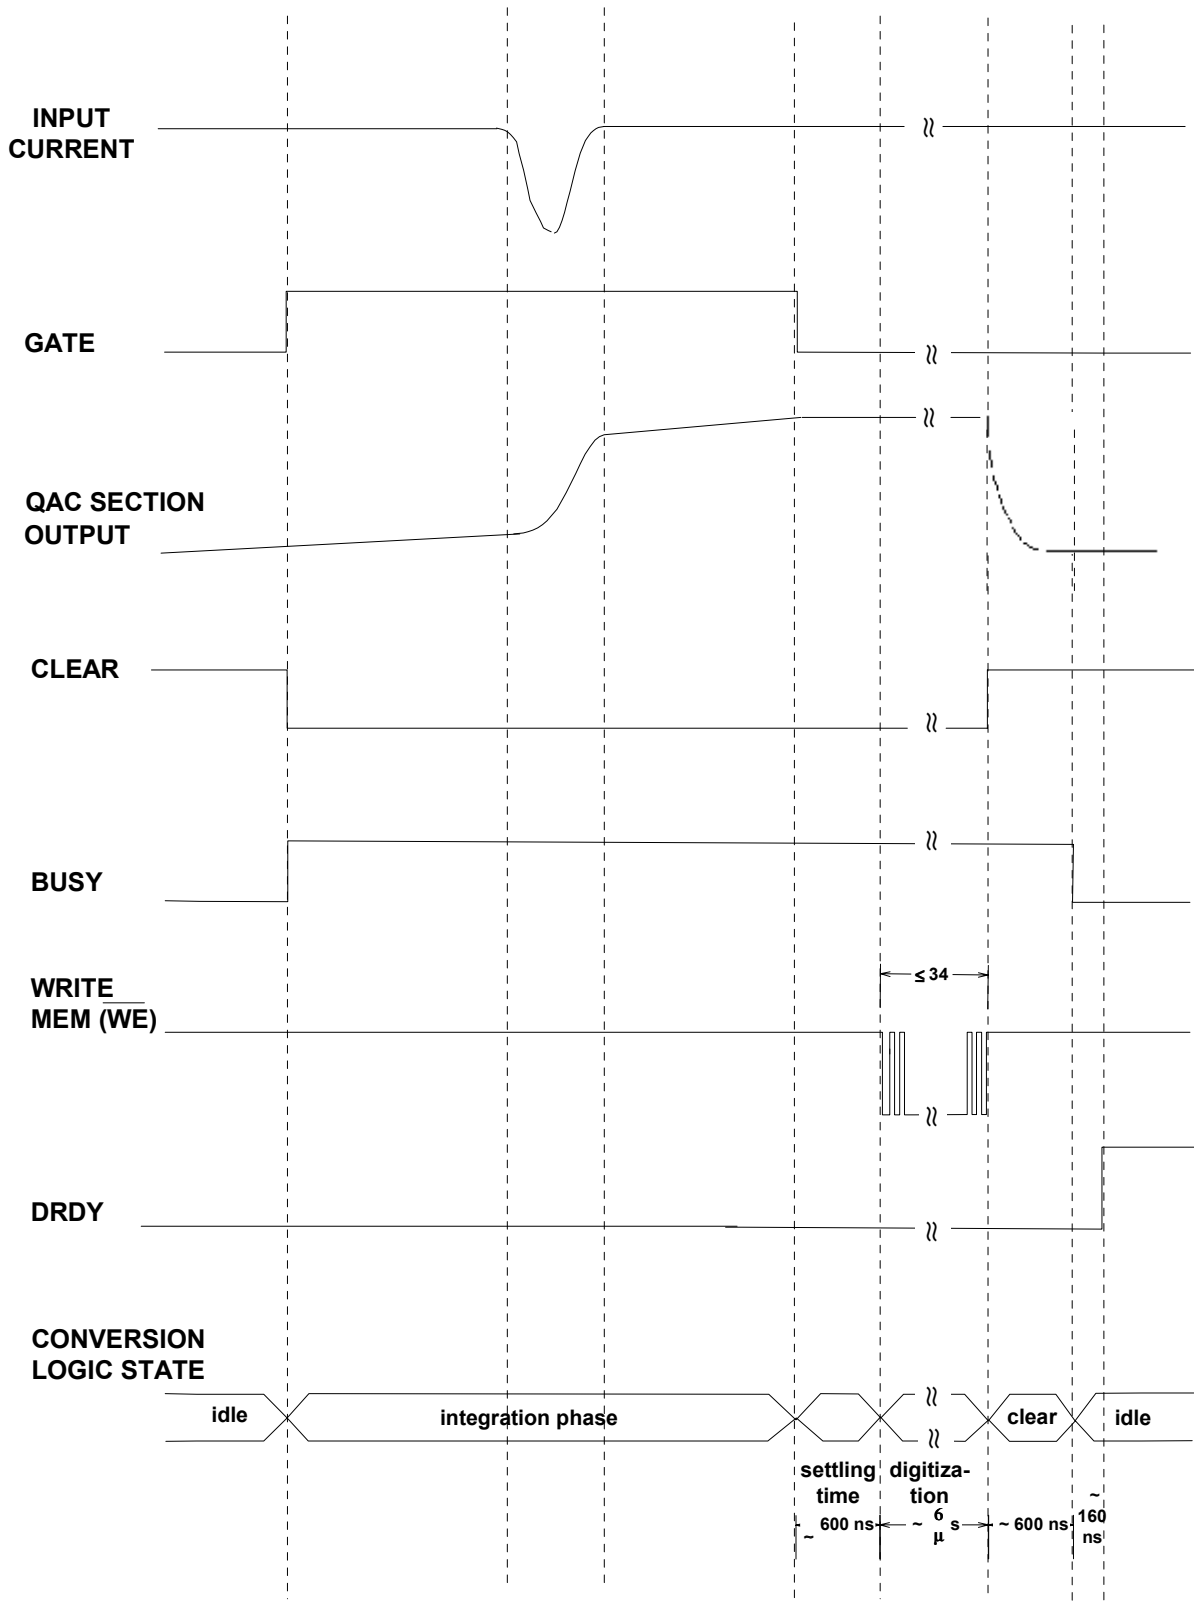 INPUT
CURRENT
GATE
QAC SECTION
OUTPUT
CLEAR
BUSY
WRITE
MEM (WE)
≤ 34
DRDY
CONVERSION
LOGIC STATE
idle
integration phase
clear
idle
settling
time
digitiza-
tion
~ 600 ns
~ 6 μs
~ 600 ns
~ 160 ns